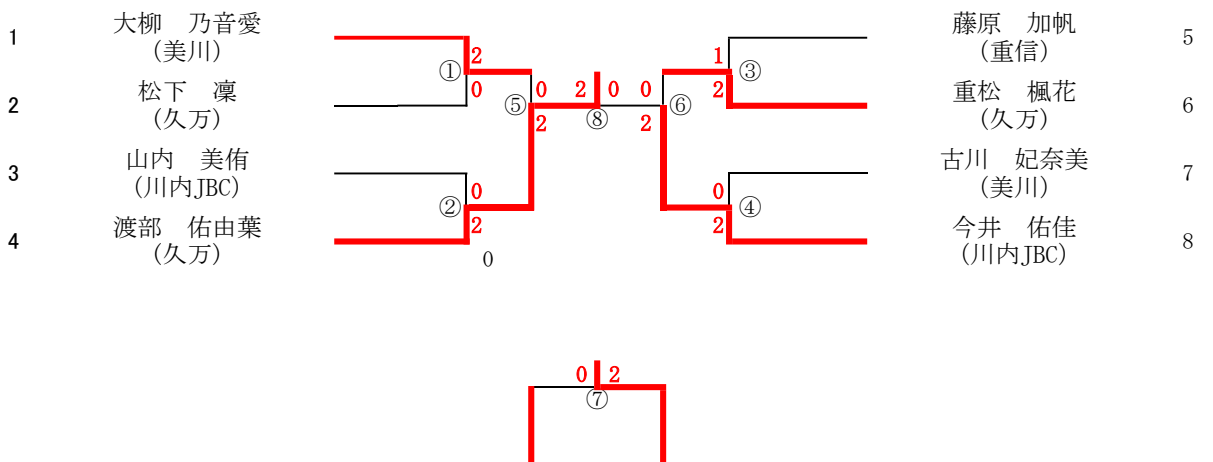 1 大柳 乃音愛 藤原 加帆 5
(美川) 2 1 (重信)
① ③
2 松下 凜 0 0 2 0 0 2 重松 楓花 6
(久万) ⑤ ⑧ ⑥ (久万)
2 2
3 山内 美侑 古川 妃奈美 7
(川内JBC) 0 0 (美川)
② ④
4 渡部 佑由葉 2 2 今井 佑佳 8
(久万) 0 (川内JBC)
0 2
⑦